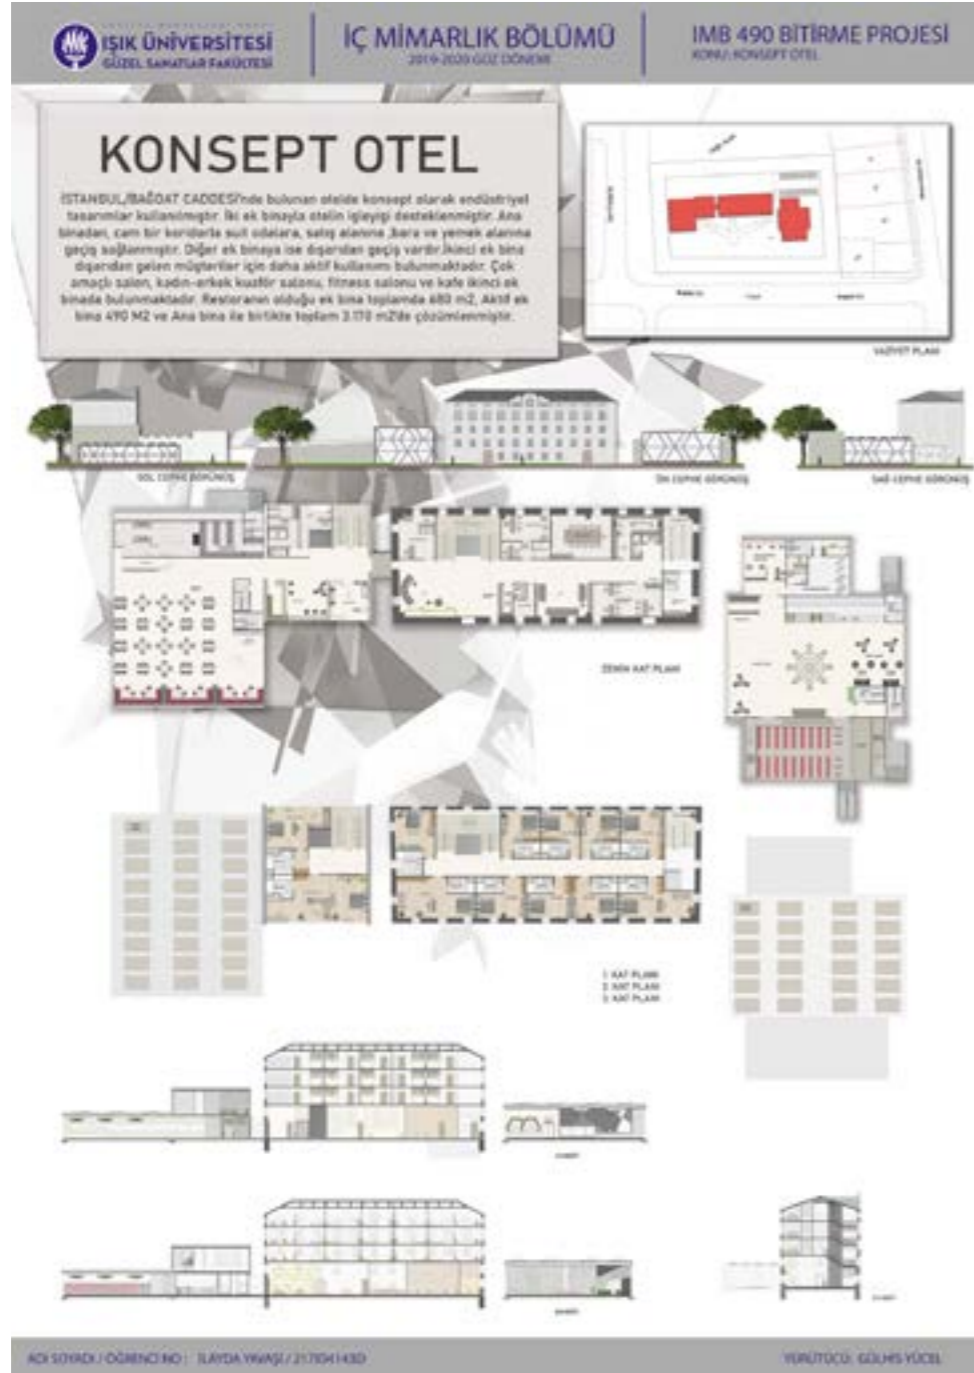 IŞIK ÜNİVERSİTESİ
GÜZEL SANATLAR FAKÜLTESİ
İÇ MİMARLIK BÖLÜMÜ
2019-2020 GÜZ DÖNEMİ
IMB 490 BİTİRME PROJESİ
KONU: KONSEPT OTEL
KONSEPT OTEL
İSTANBUL/BAĞDAT CADDESİ'nde bulunan otelde konsept olarak endüstriyel
tasarımlar kullanılmıştır. İki ek binayla otelin işleyişi desteklenmiştir. Ana
binadan, cam bir koridorla suit odalara, satış alanına ,bara ve yemek alanına
geçiş sağlanmıştır. Diğer ek binaya ise dışarıdan geçiş vardır.İkinci ek bina
dışarıdan gelen müşteriler için daha aktif kullanımı bulunmaktadır. Çok
amaçlı salon, kadın-erkek kuaför salonu, fitness salonu ve kafe ikinci ek
binada bulunmaktadır. Restoranın olduğu ek bina toplamda 680 m2, Aktif ek
bina 490 M2 ve Ana bina ile birlikte toplam 3.170 m2'de çözümlenmiştir.
VAZİYET PLANI
SOL CEPHE GÖRÜNÜŞ
ÖN CEPHE GÖRÜNÜŞ
SAĞ CEPHE GÖRÜNÜŞ
ZEMİN KAT PLANI
1. KAT PLANI
2. KAT PLANI
3. KAT PLANI
ADI SOYADI / ÖĞRENCİ NO : İLAYDA YAVAŞİ /
YÜRÜTÜCÜ: GÜLHİS YÜCEL